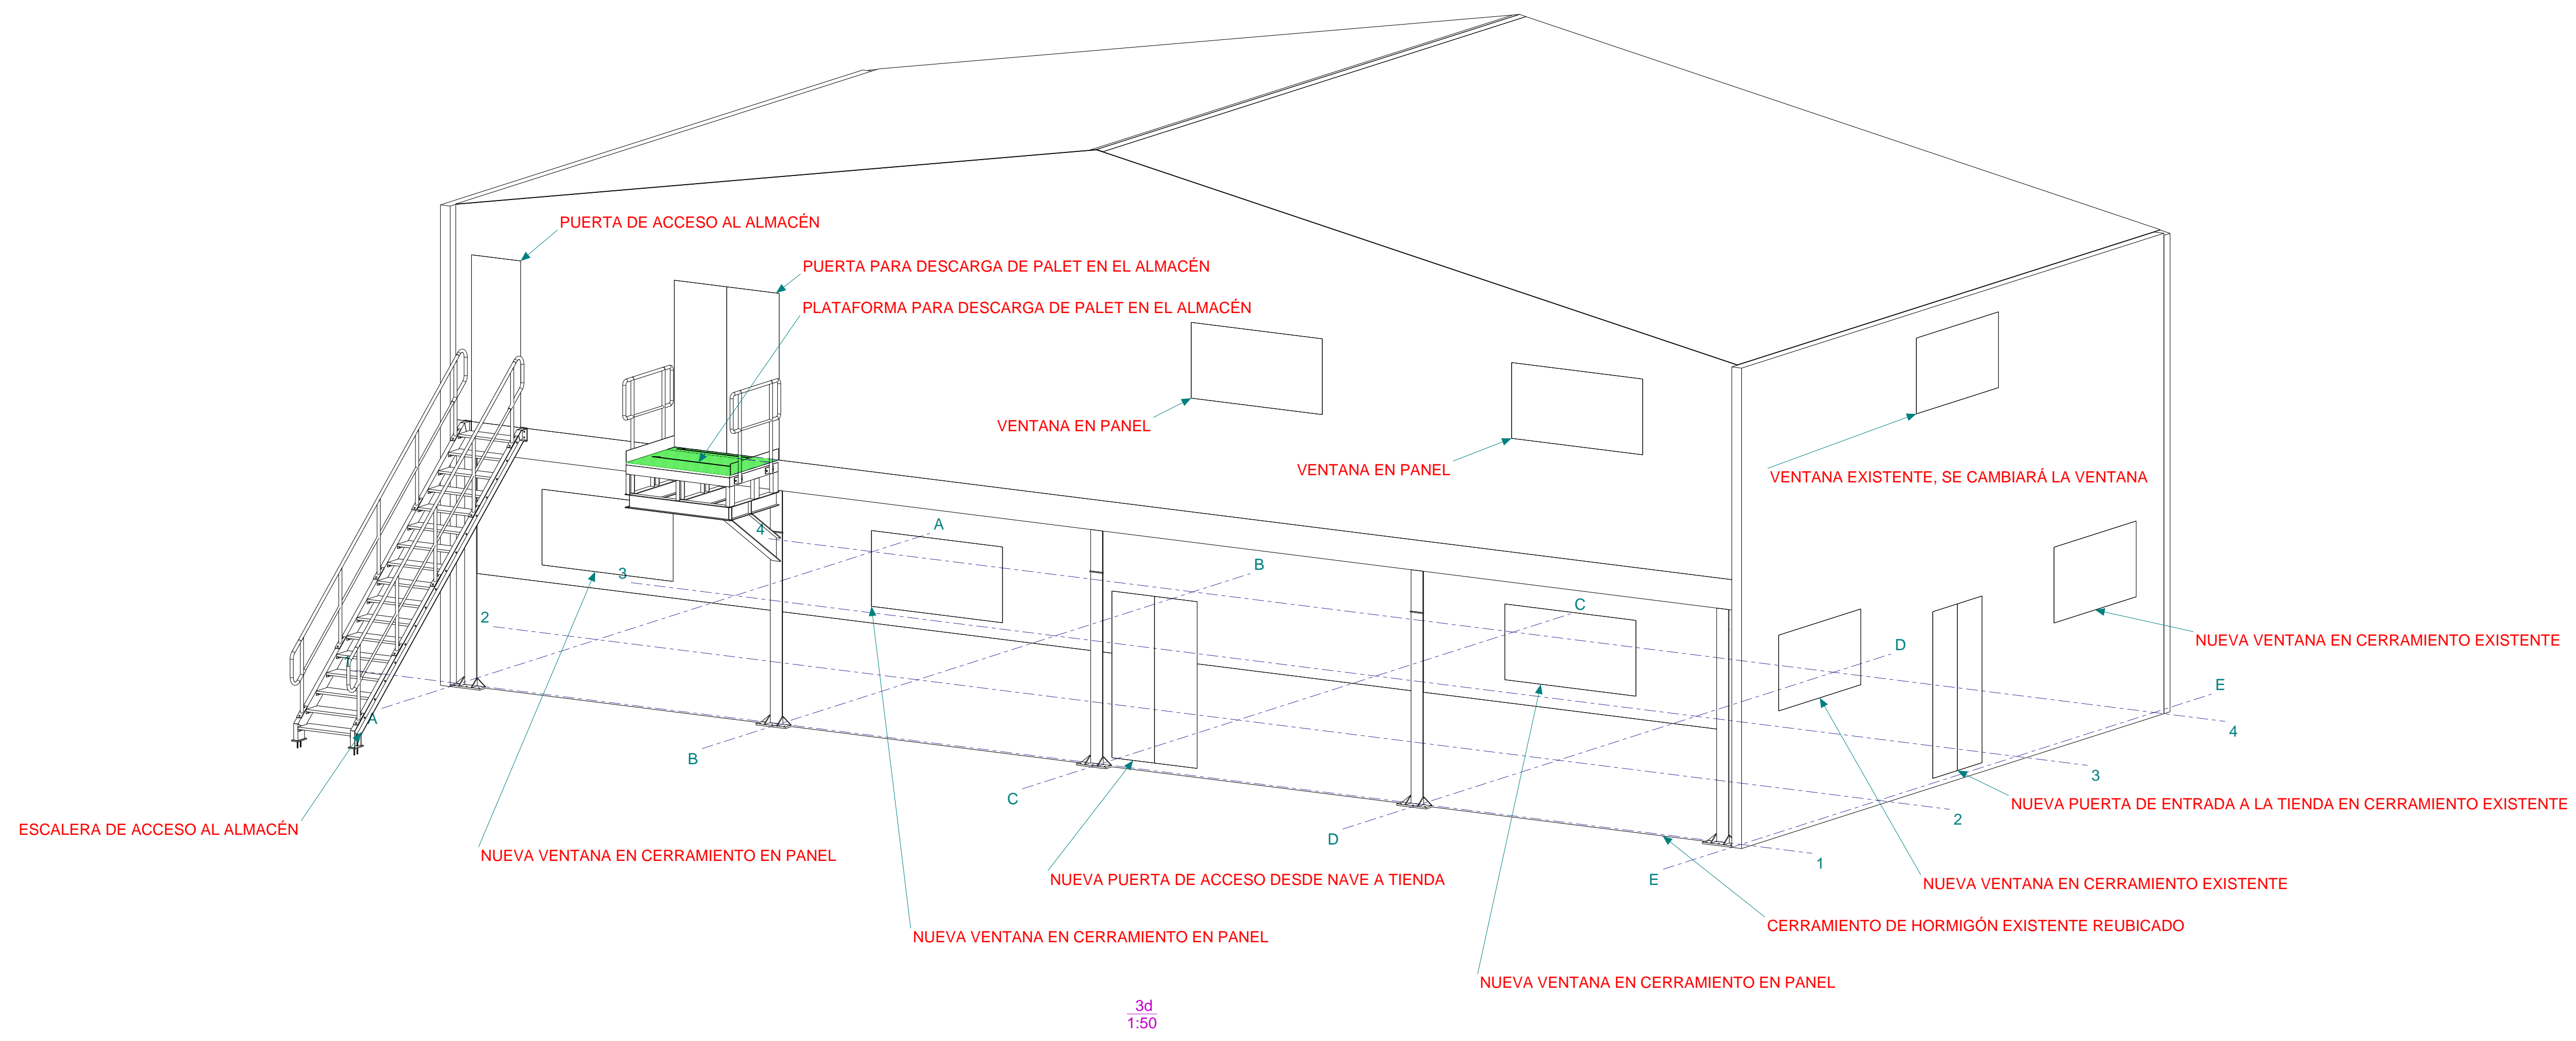 PUERTA DE ACCESO AL ALMACÉN
PUERTA PARA DESCARGA DE PALET EN EL ALMACÉN
PLATAFORMA PARA DESCARGA DE PALET EN EL ALMACÉN
VENTANA EN PANEL
VENTANA EN PANEL
VENTANA EXISTENTE, SE CAMBIARÁ LA VENTANA
A
4
B
3
C
2
D
NUEVA VENTANA EN CERRAMIENTO EXISTENTE
1
E
A
4
B
3
C
NUEVA PUERTA DE ENTRADA A LA TIENDA EN CERRAMIENTO EXISTENTE
2
ESCALERA DE ACCESO AL ALMACÉN
D
NUEVA VENTANA EN CERRAMIENTO EN PANEL
1
NUEVA PUERTA DE ACCESO DESDE NAVE A TIENDA
E
NUEVA VENTANA EN CERRAMIENTO EXISTENTE
CERRAMIENTO DE HORMIGÓN EXISTENTE REUBICADO
NUEVA VENTANA EN CERRAMIENTO EN PANEL
NUEVA VENTANA EN CERRAMIENTO EN PANEL
3d
1:50